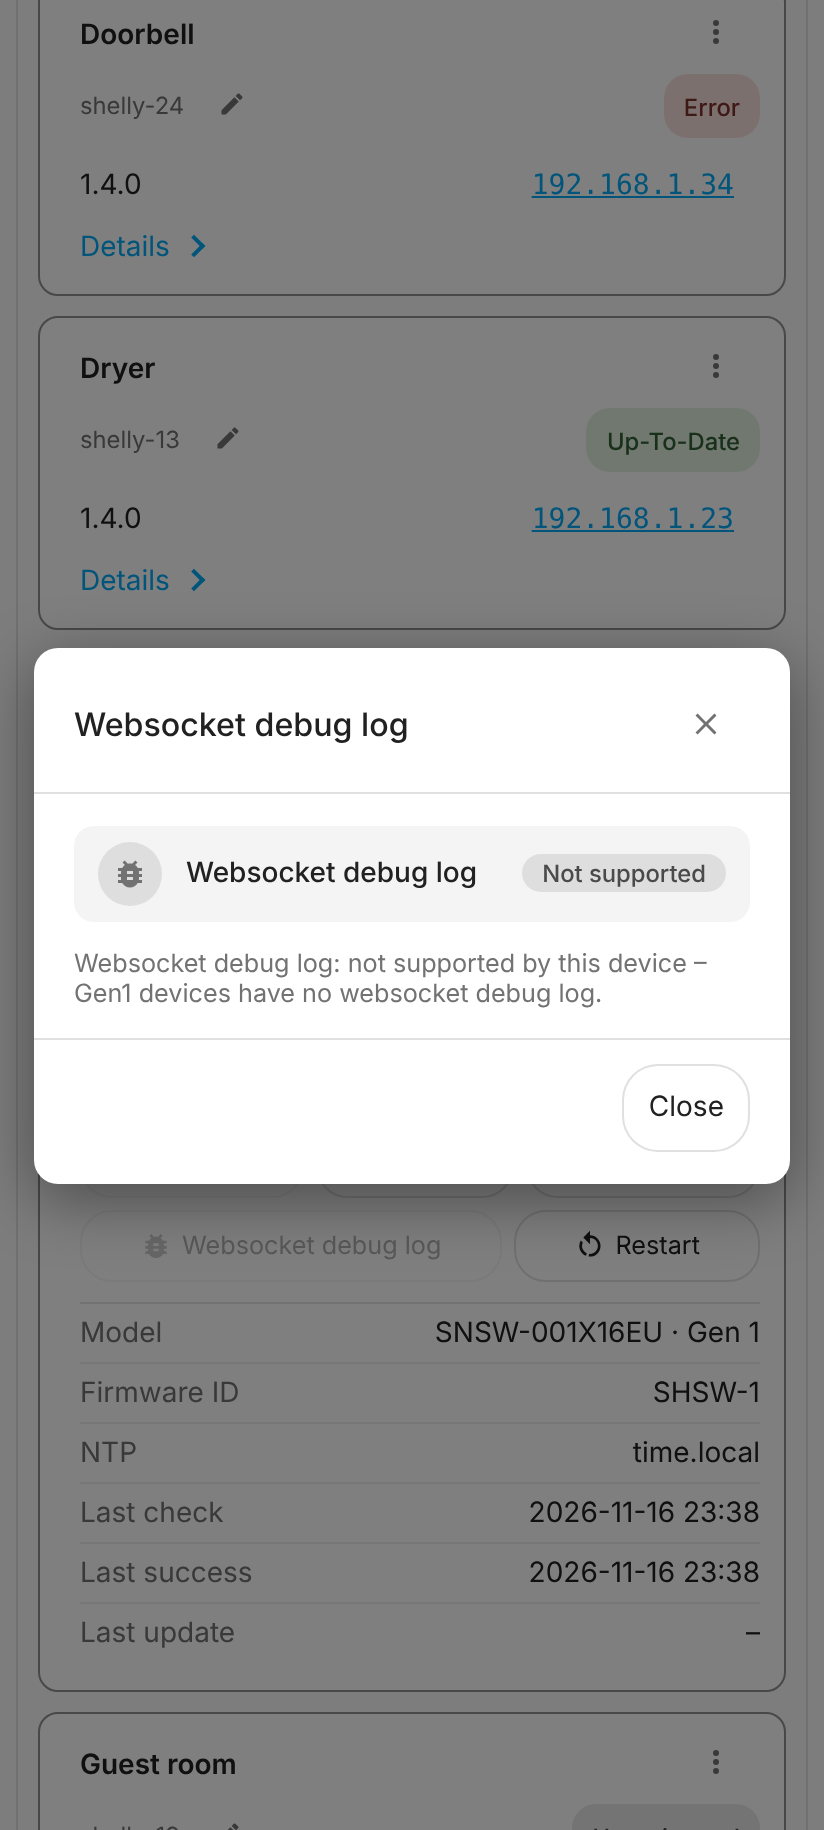 Doorbell
shelly-24
Error
1.4.0
192.168.1.34
Details
Dryer
shelly-13
Up-To-Date
1.4.0
192.168.1.23
Details
Websocket debug log
Websocket debug log
Not supported
Websocket debug log: not supported by this device –
Gen1 devices have no websocket debug log.
Close
Websocket debug log
Restart
Model
SNSW-001X16EU · Gen 1
Firmware ID
SHSW-1
NTP
time.local
Last check
2026-11-16 23:38
Last success
2026-11-16 23:38
Last update
–
Guest room